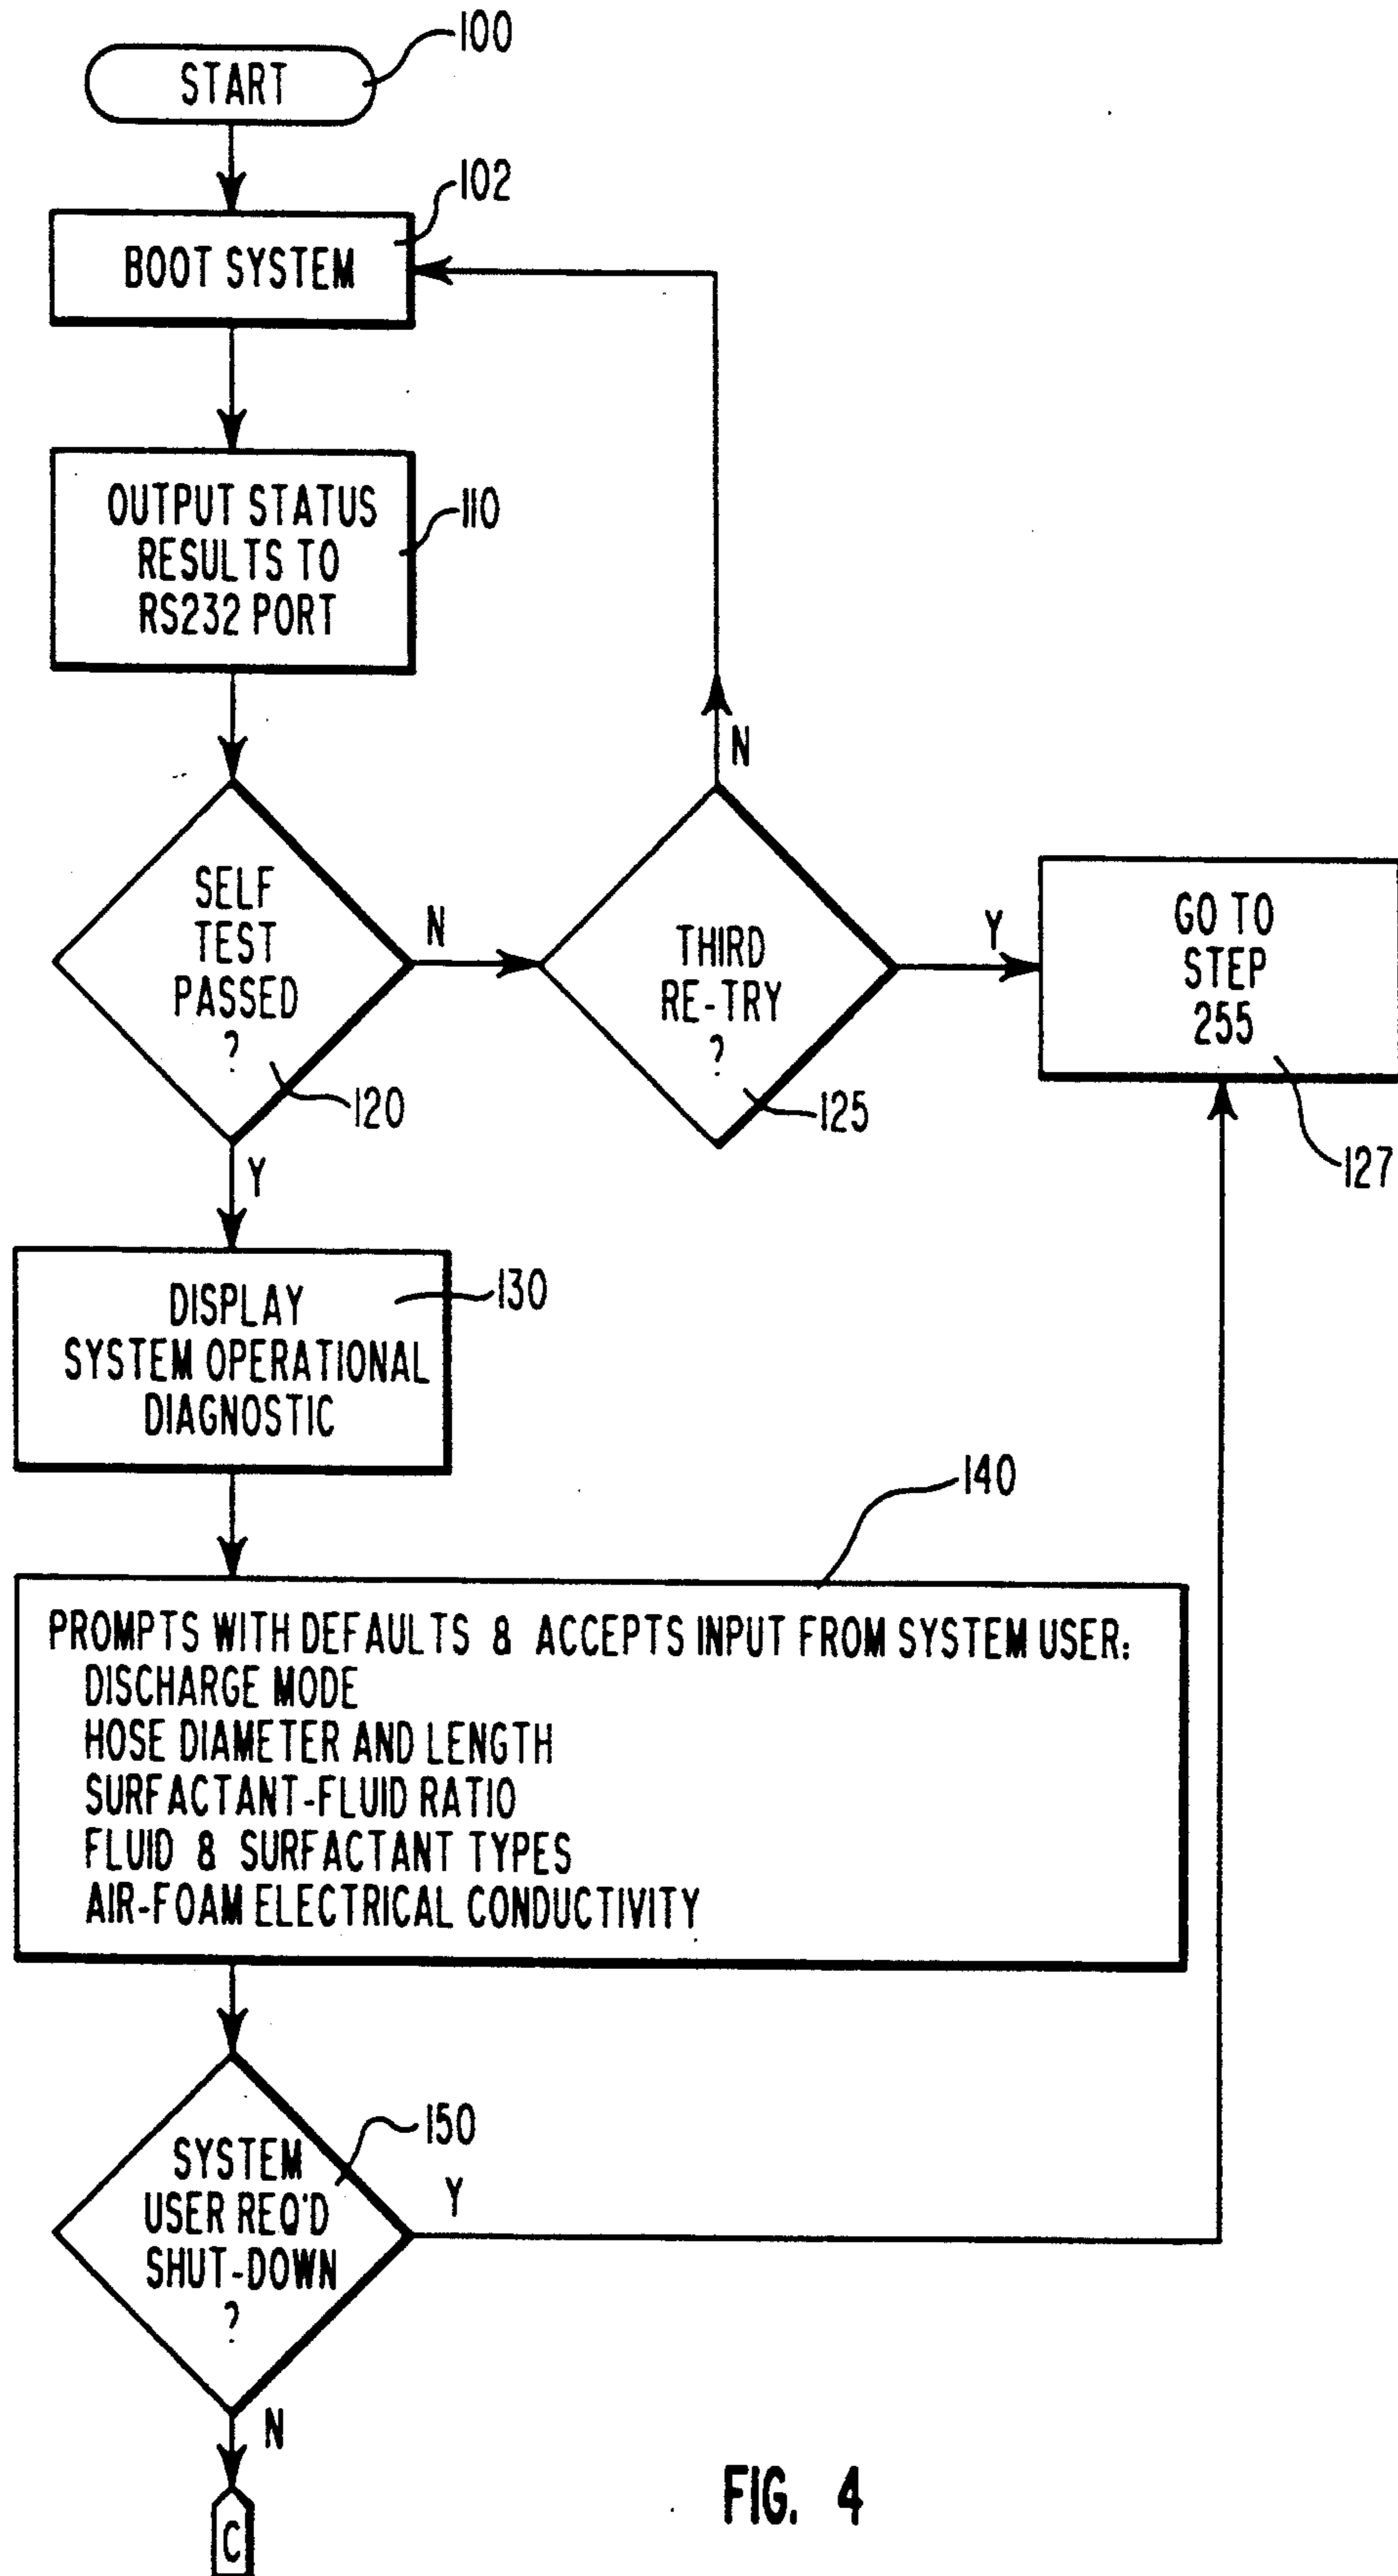 START
100
BOOT SYSTEM
102
OUTPUT STATUS
RESULTS TO
RS232 PORT
110
SELF
TEST
PASSED
?
120
N
Y
THIRD
RE-TRY
?
125
N
Y
GO TO
STEP
255
127
DISPLAY
SYSTEM OPERATIONAL
DIAGNOSTIC
130
140
PROMPTS WITH DEFAULTS & ACCEPTS INPUT FROM SYSTEM USER:
DISCHARGE MODE
HOSE DIAMETER AND LENGTH
SURFACTANT-FLUID RATIO
FLUID & SURFACTANT TYPES
AIR-FOAM ELECTRICAL CONDUCTIVITY
SYSTEM
USER REQ'D
SHUT-DOWN
?
150
Y
N
C
FIG. 4